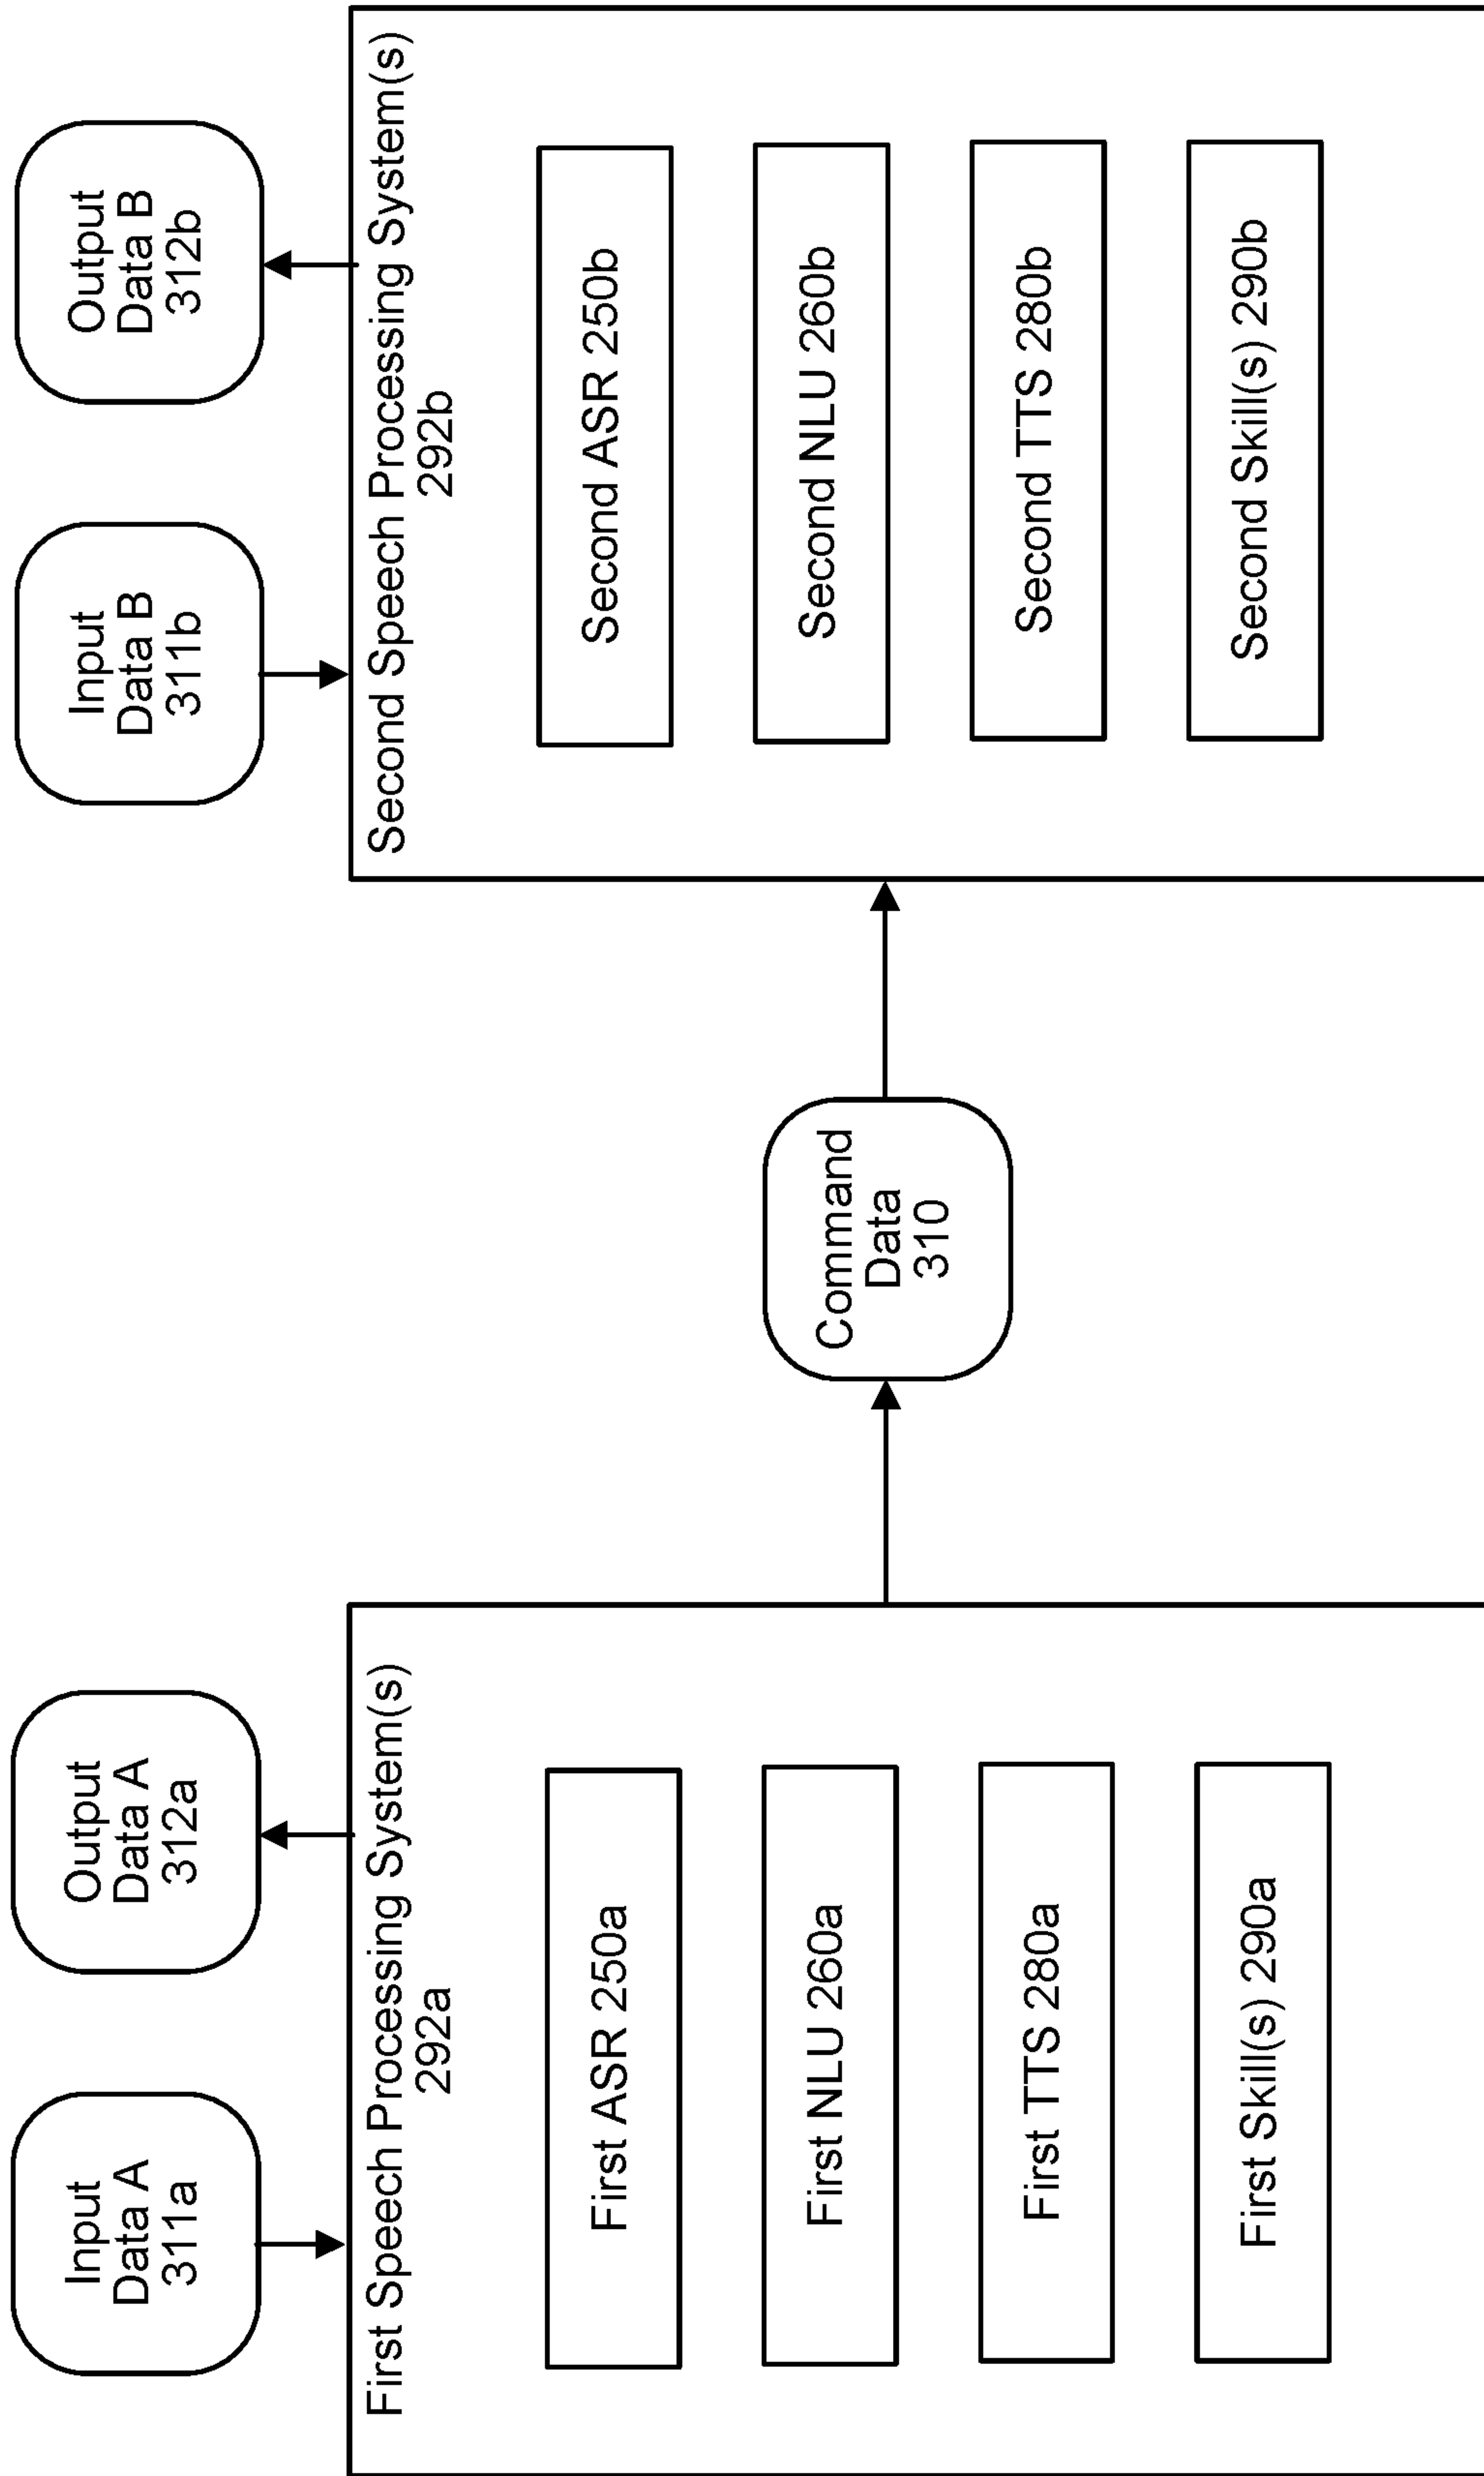 Input
Data A
311a
Output
Data A
312a
First Speech Processing System(s)
292a
First ASR 250a
First NLU 260a
First TTS 280a
First Skill(s) 290a
Command
Data
310
Input
Data B
311b
Output
Data B
312b
Second Speech Processing System(s)
292b
Second ASR 250b
Second NLU 260b
Second TTS 280b
Second Skill(s) 290b